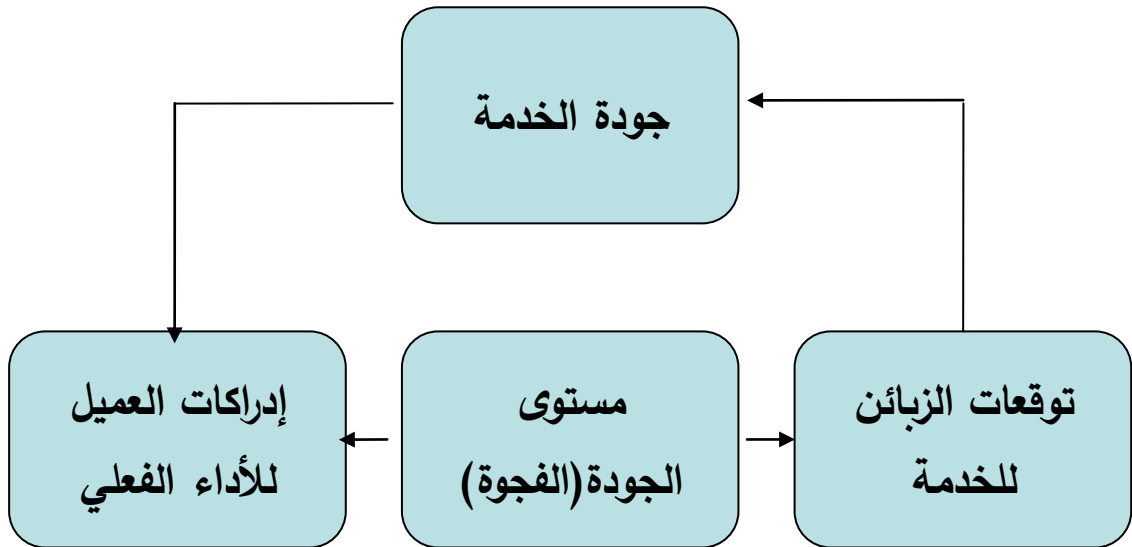 جودة الخدمة
توقعات الزبائن
للخدمة
مستوى
الجودة(الفجوة)
إدراكات العميل
للأداء الفعلي